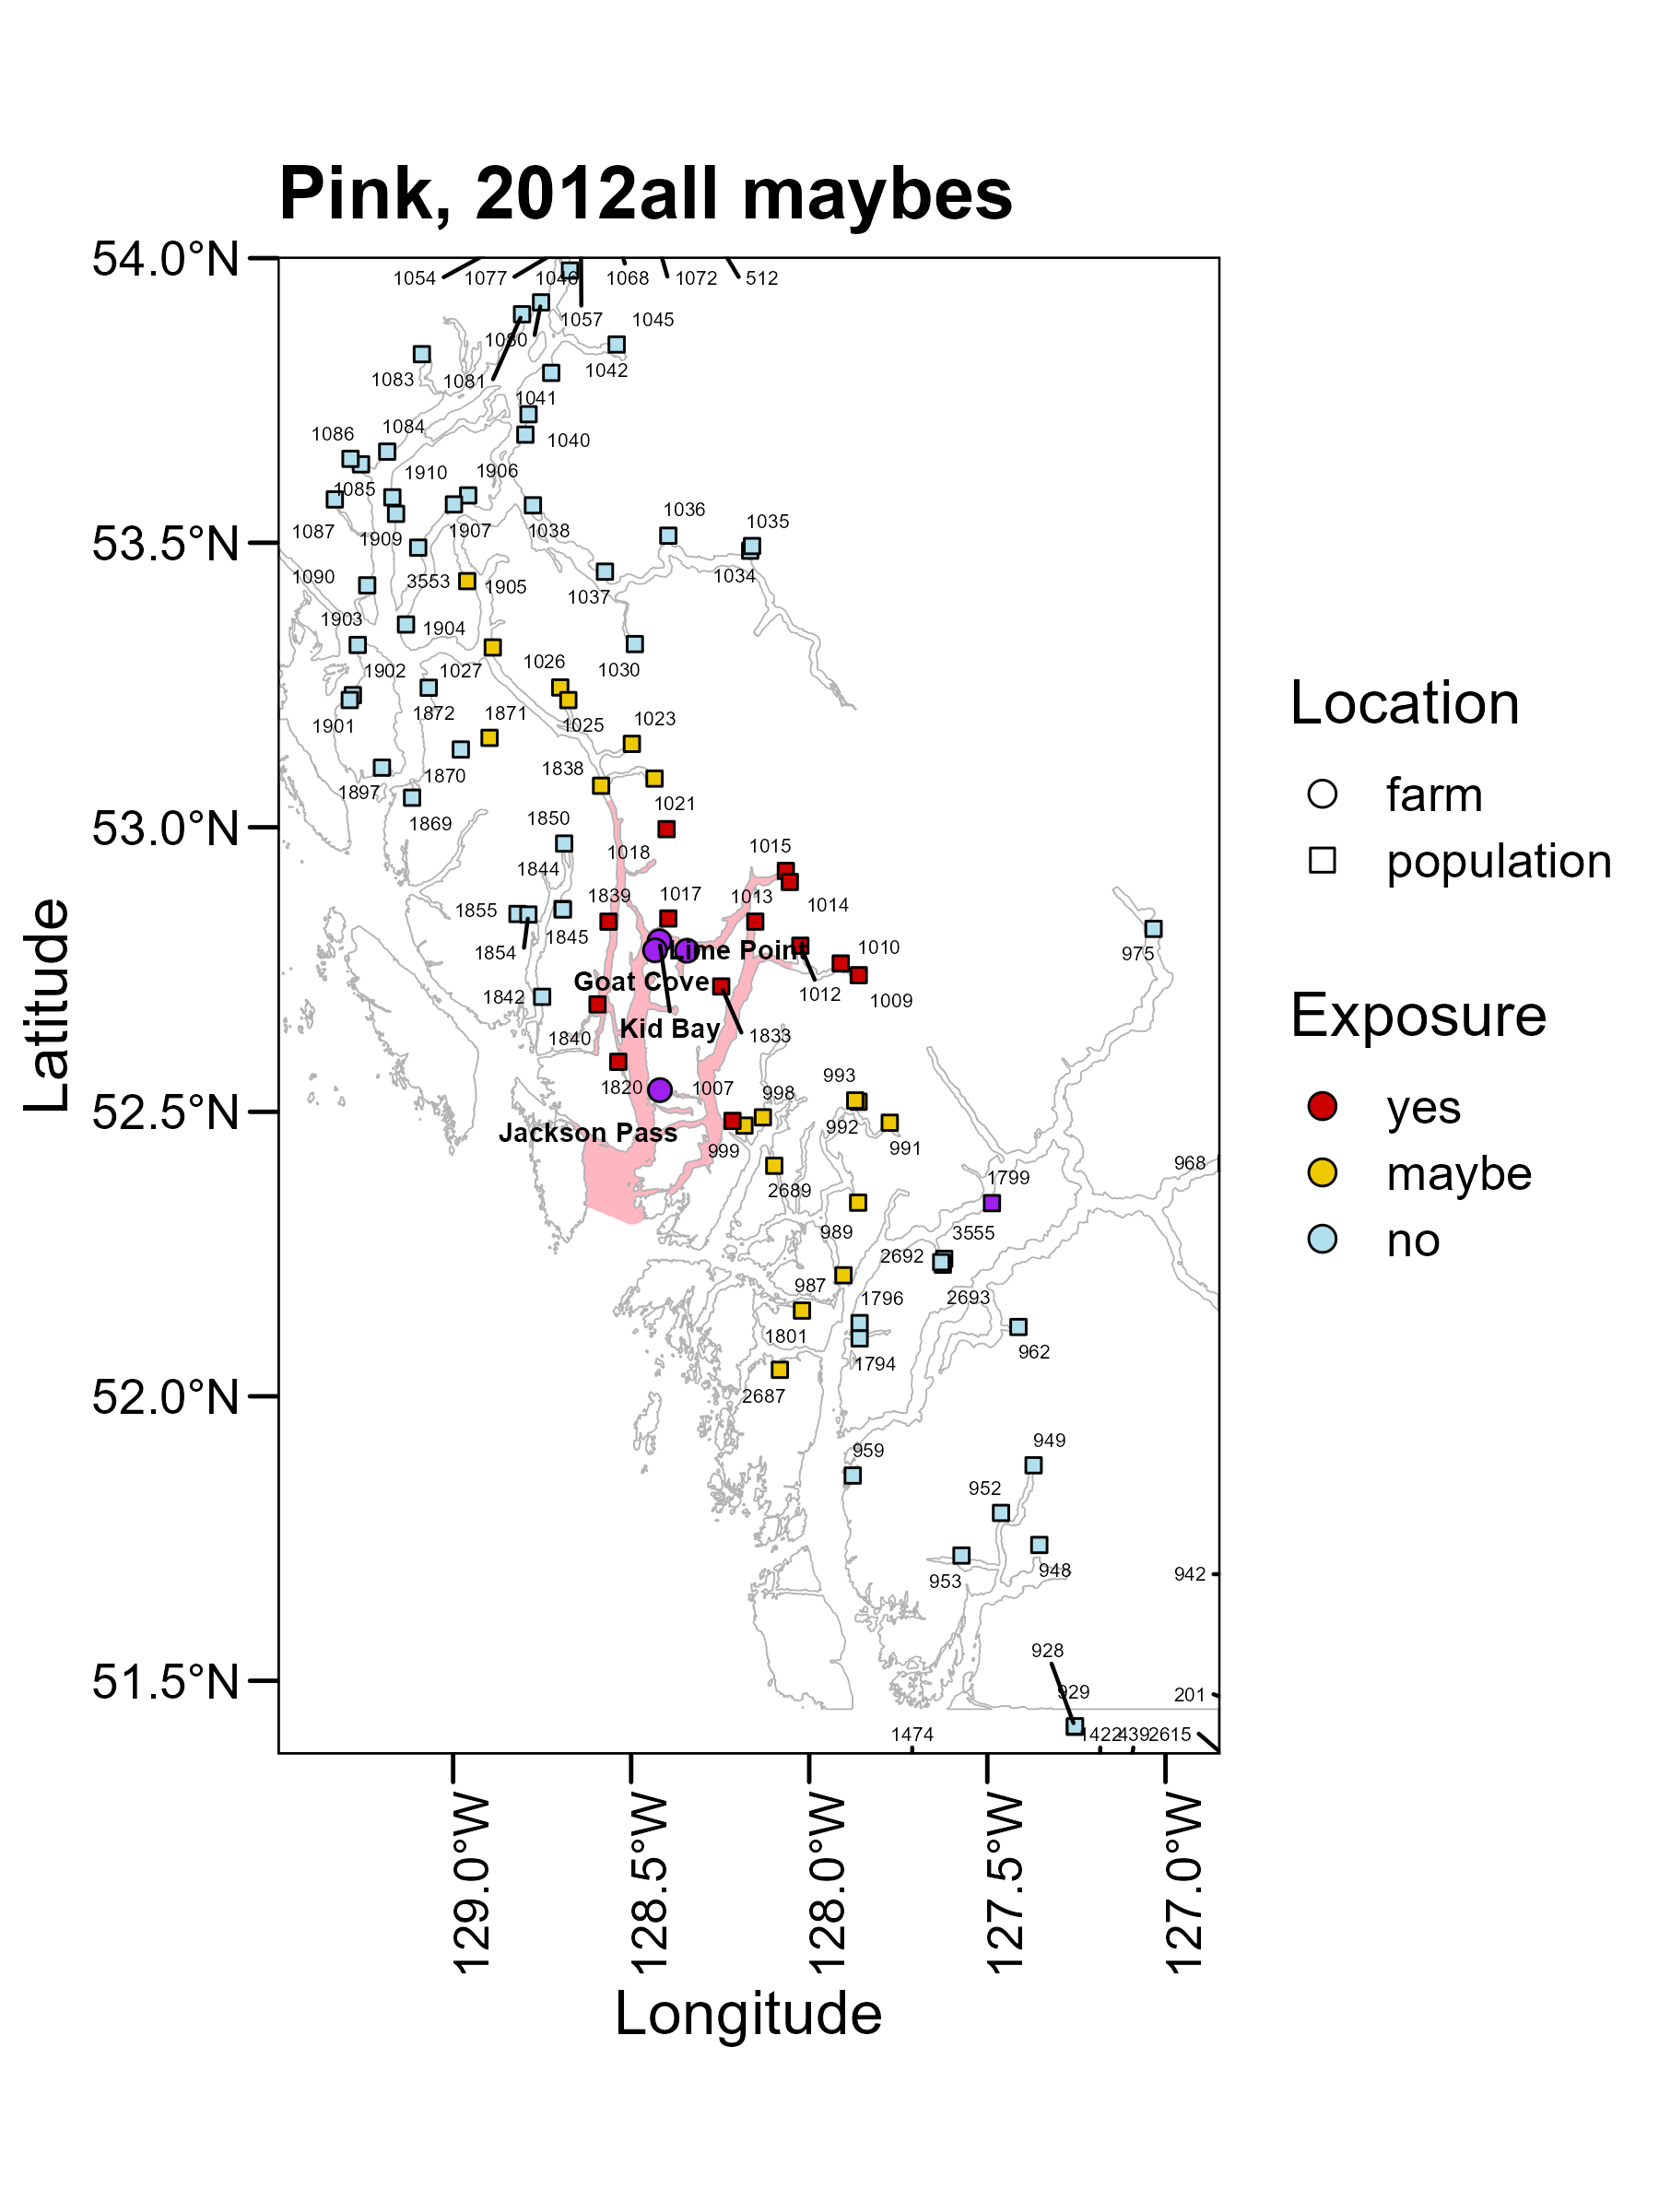 Pink, 2012all maybes
54.0°N
53.5°N
53.0°N
52.5°N
52.0°N
51.5°N
Latitude
1054 1077 1046 1068 1072 512
1057 1045
1080
1083 1081 1042
1041
1086 1084
1040
1910 1906
1085
1036
1087 1909 1907 1038 1035
1090 3553 1905 1034
1037
1903 1904
1902 1027 1026 1030
1901 1872 1871 1025 1023
1838
1897 1870
1869 1850 1021
1844 1018 1015
1839 1017 1013
1855 1845 1014
1854 Lime Point 1010
975
Goat Cove
1842 1012 1009
1840 Kid Bay 1833
1820 1007 998 993
Jackson Pass 992
999 991
968
2689 1799
989 3555
2692
987 1796 2693
1801 1794 962
2687
959 949
952
953 948 942
928
929 201
1474 1422 439 2615
129.0°W
128.5°W
128.0°W
127.5°W
127.0°W
Longitude
Location
farm
population
Exposure
yes
maybe
no